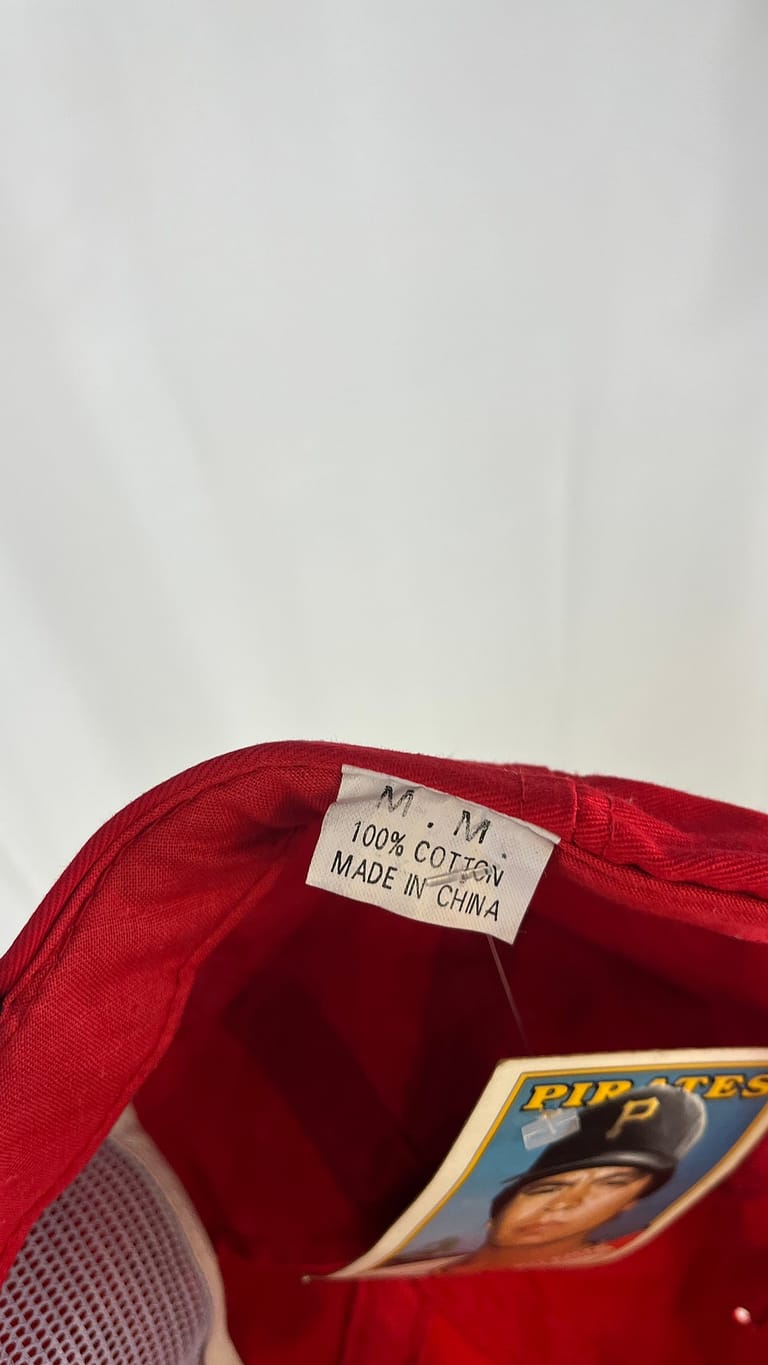 M. M.
100% COTTON
MADE IN CHINA
PIRATES
P